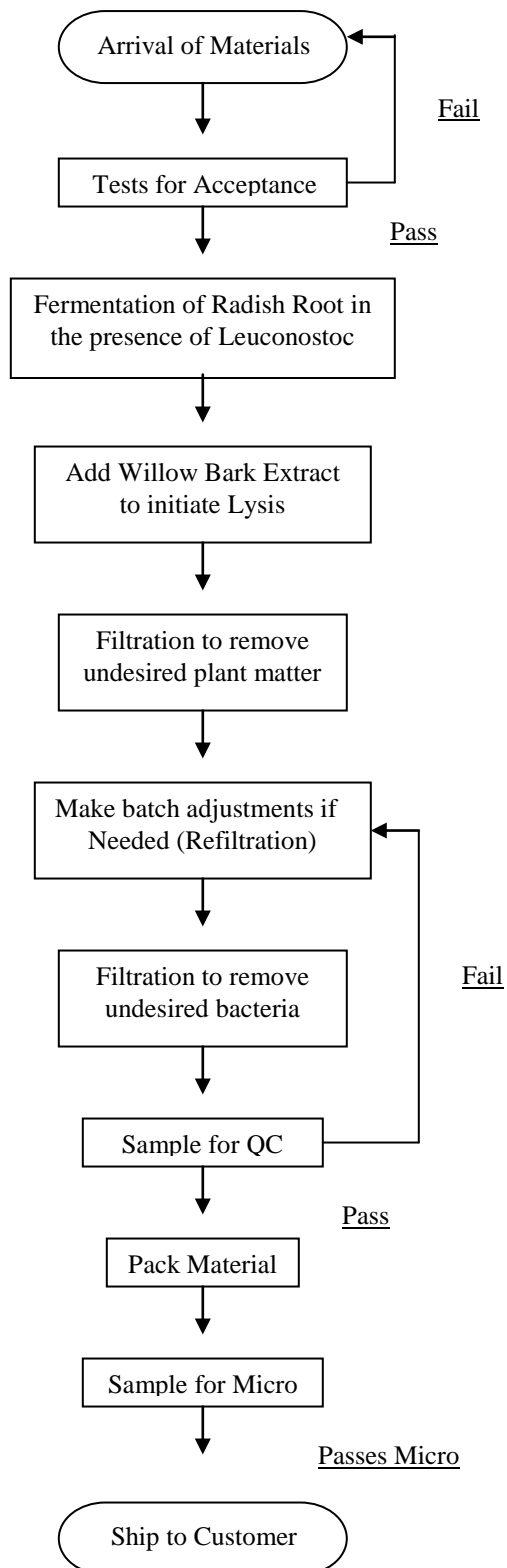 Arrival of Materials
Fail
Tests for Acceptance
Pass
Fermentation of Radish Root in
the presence of Leuconostoc
Add Willow Bark Extract
to initiate Lysis
Filtration to remove
undesired plant matter
Make batch adjustments if
Needed (Refiltration)
Filtration to remove
undesired bacteria
Fail
Sample for QC
Pass
Pack Material
Sample for Micro
Passes Micro
Ship to Customer